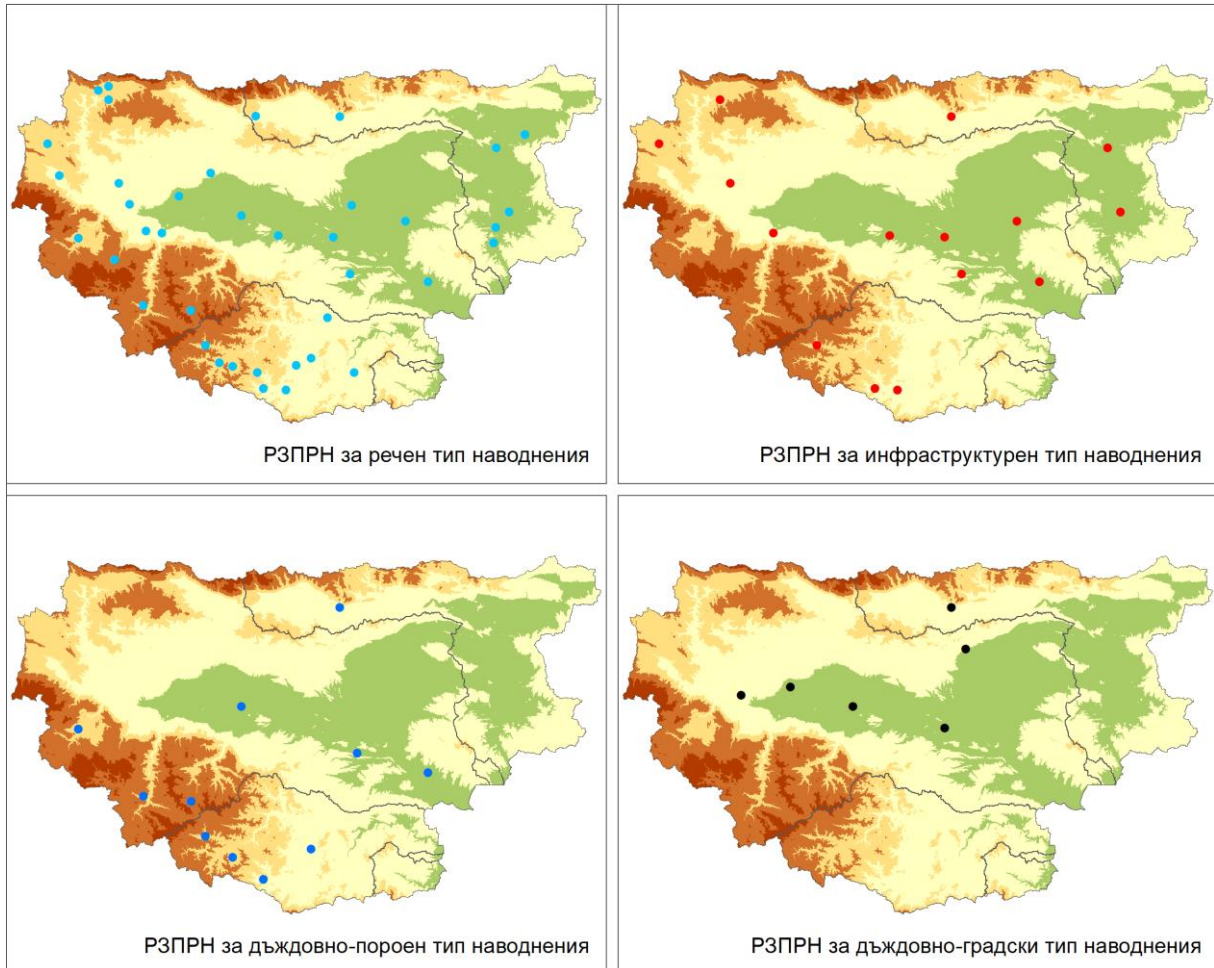 РЗПРН за речен тип наводнения
РЗПРН за инфраструктурен тип наводнения
РЗПРН за дъждовно-пороен тип наводнения
РЗПРН за дъждовно-градски тип наводнения